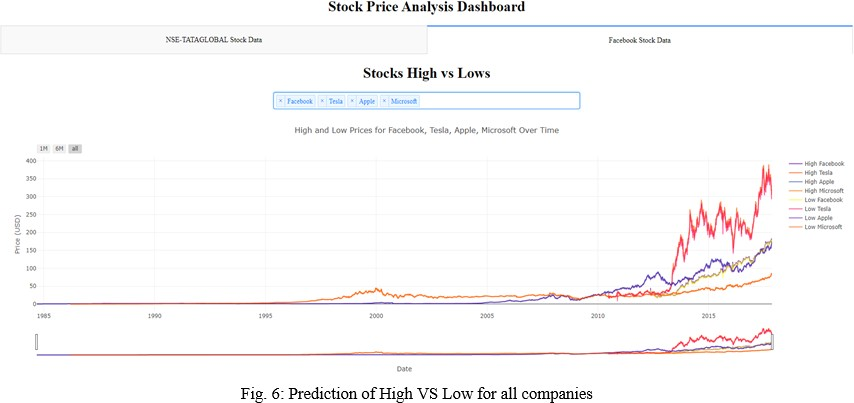 Stock Price Analysis Dashboard
NSE-TATAGLOBAL Stock Data
Facebook Stock Data
Stocks High vs Lows
× Facebook × Tesla × Apple × Microsoft
High and Low Prices for Facebook, Tesla, Apple, Microsoft Over Time
1M 6M all
400
350
300
250
200
150
100
50
0
Price (USD)
1985 1990 1995 2000 2005 2010 2015
High Facebook
High Tesla
High Apple
High Microsoft
Low Facebook
Low Tesla
Low Apple
Low Microsoft
Date
Fig. 6: Prediction of High VS Low for all companies